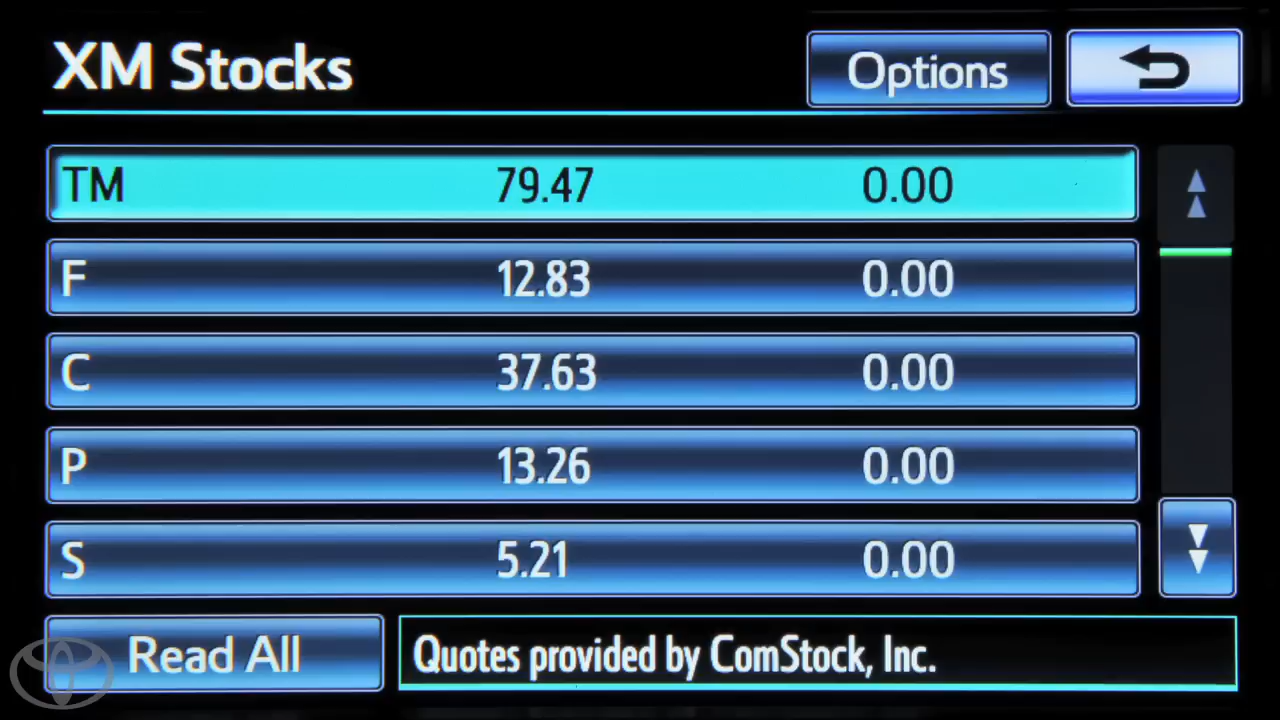 XM Stocks Options
TM 79.47 0.00
F 12.83 0.00
C 37.63 0.00
P 13.26 0.00
S 5.21 0.00
Read All Quotes provided by ComStock, Inc.